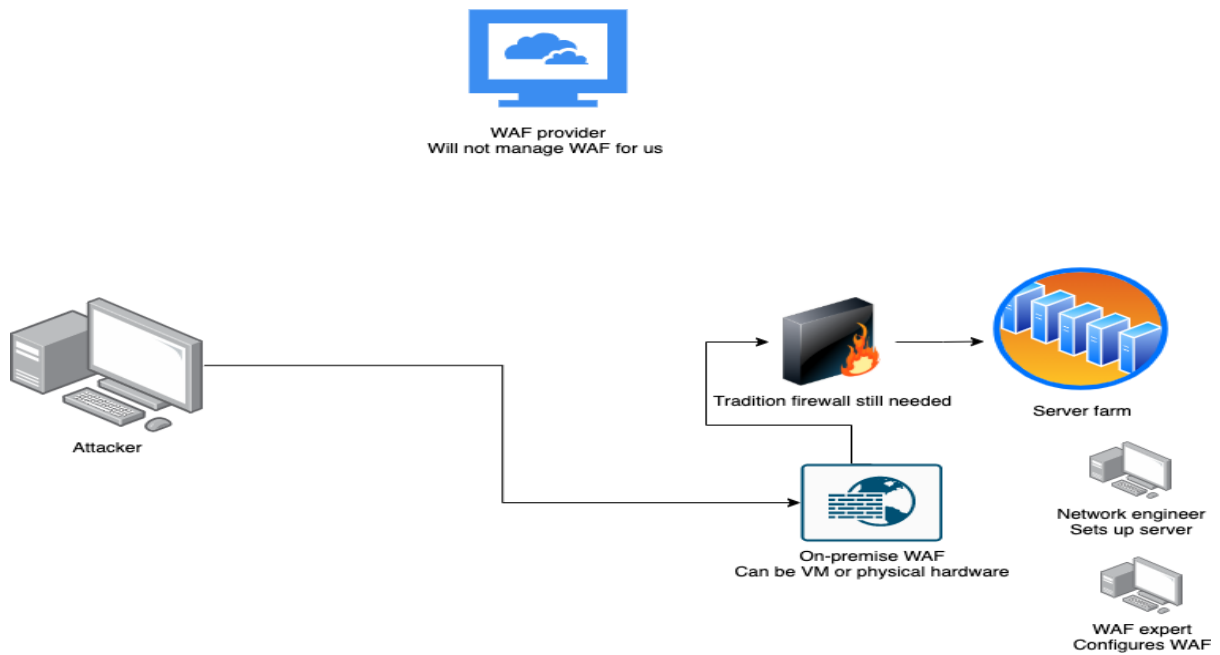 WAF provider
Will not manage WAF for us
Attacker
Tradition firewall still needed
Server farm
Network engineer
Sets up server
On-premise WAF
Can be VM or physical hardware
WAF expert
Configures WAF